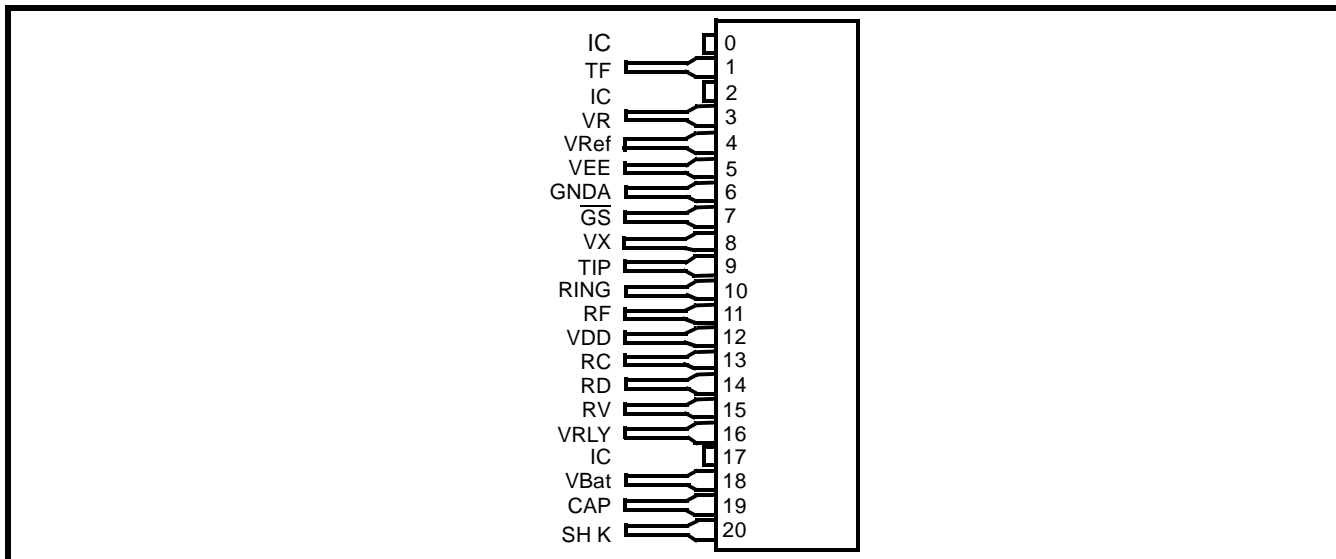 IC 0
TF 1
IC 2
VR 3
VRef 4
VEE 5
GNDA 6
G̅S̅ 7
VX 8
TIP 9
RING 10
RF 11
VDD 12
RC 13
RD 14
RV 15
VRLY 16
IC 17
VBat 18
CAP 19
SH K 20